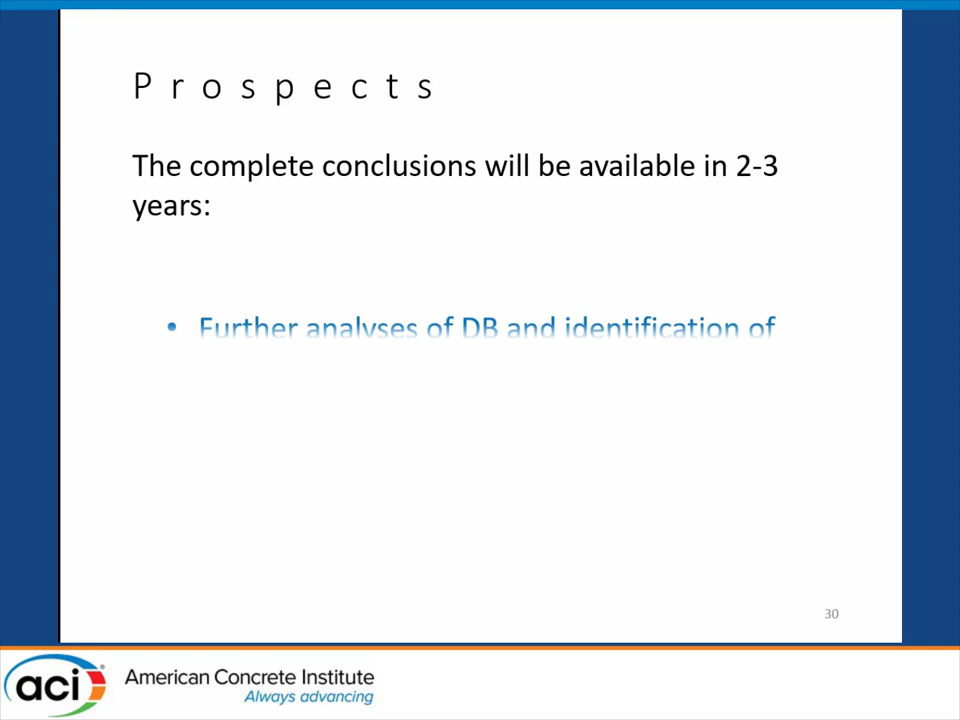 P r o s p e c t s
The complete conclusions will be available in 2-3
years:
• Further analyses of DB and identification of
30
aci®
American Concrete Institute
Always advancing